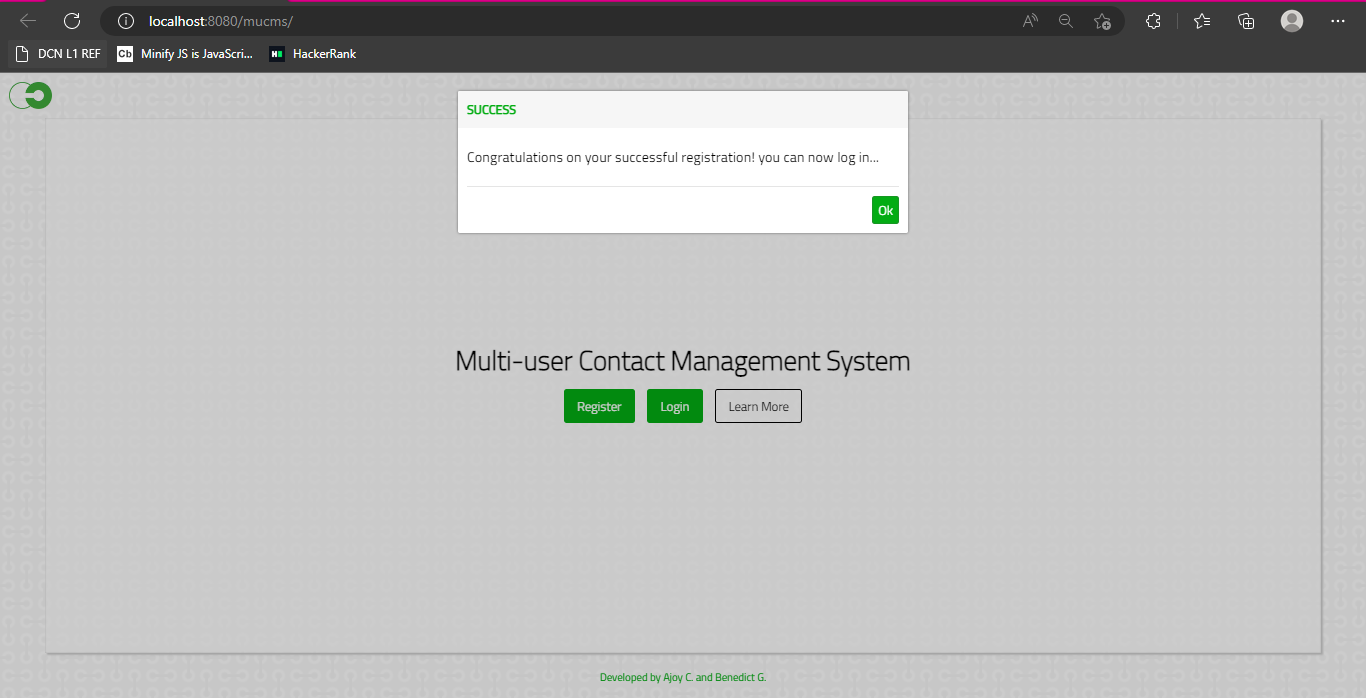 localhost:8080/mucms/
DCN L1 REF
Cb Minify JS is JavaScri...
HackerRank
SUCCESS
Congratulations on your successful registration! you can now log in...
Ok
Multi-user Contact Management System
Register Login Learn More
Developed by Ajoy C. and Benedict G.